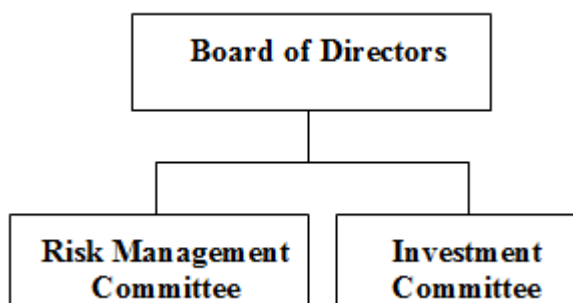 Board of Directors
Risk Management
Committee
Investment
Committee